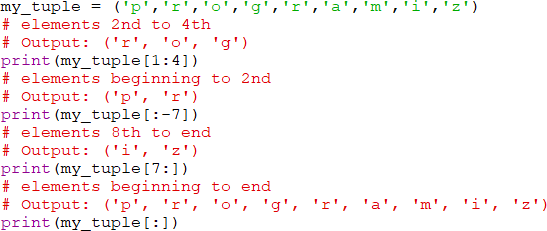 my_tuple = ('p','r','o','g','r','a','m','i','z')
# elements 2nd to 4th
# Output: ('r', 'o', 'g')
print(my_tuple[1:4])
# elements beginning to 2nd
# Output: ('p', 'r')
print(my_tuple[:-7])
# elements 8th to end
# Output: ('i', 'z')
print(my_tuple[7:])
# elements beginning to end
# Output: ('p', 'r', 'o', 'g', 'r', 'a', 'm', 'i', 'z')
print(my_tuple[:])